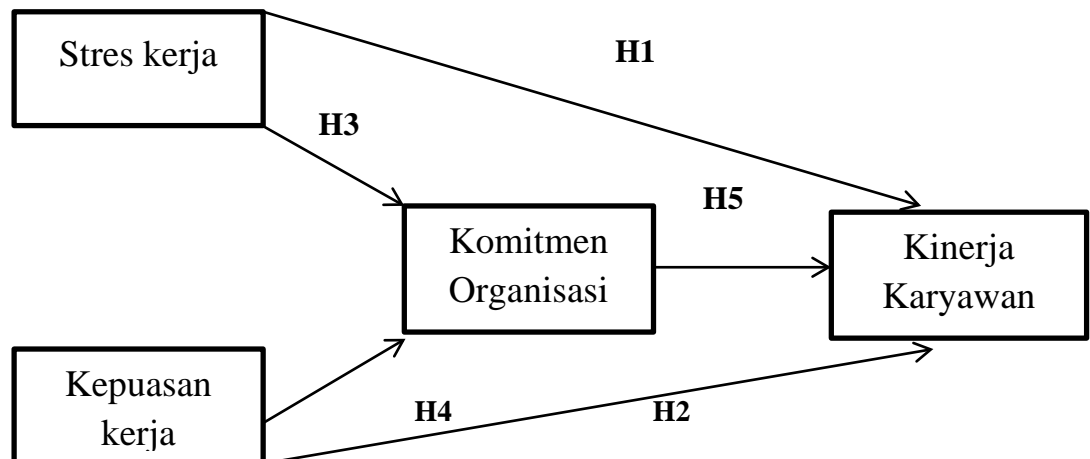 Stres kerja
H1
H3
H5
Komitmen
Organisasi
Kinerja
Karyawan
Kepuasan
kerja
H4
H2